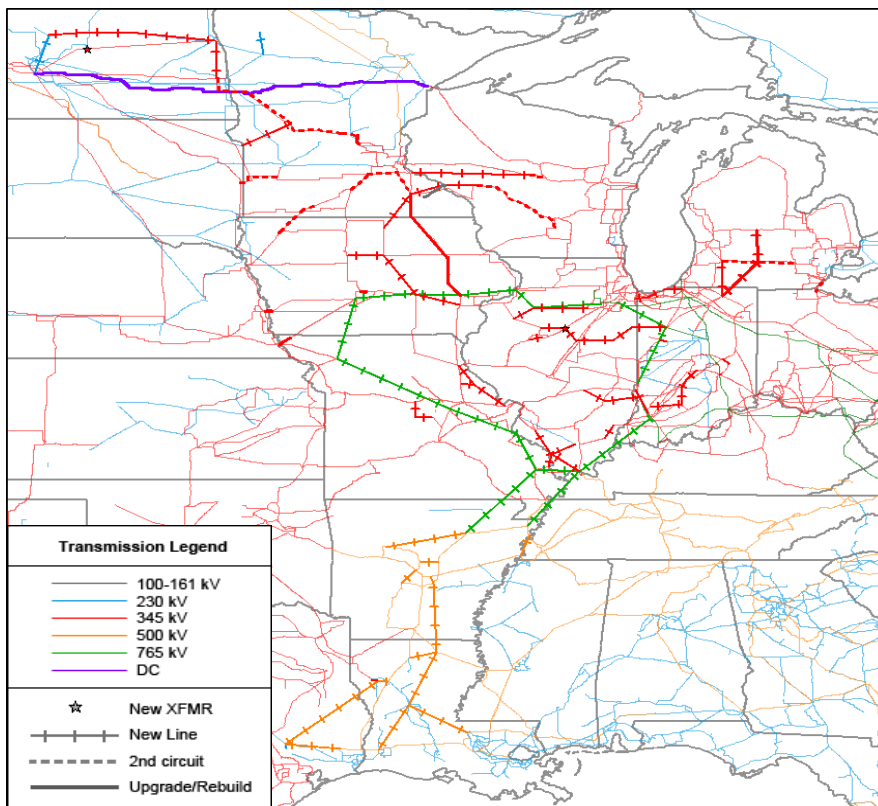 Transmission Legend
100-161 kV
230 kV
345 kV
500 kV
765 kV
DC
New XFMR
New Line
2nd circuit
Upgrade/Rebuild